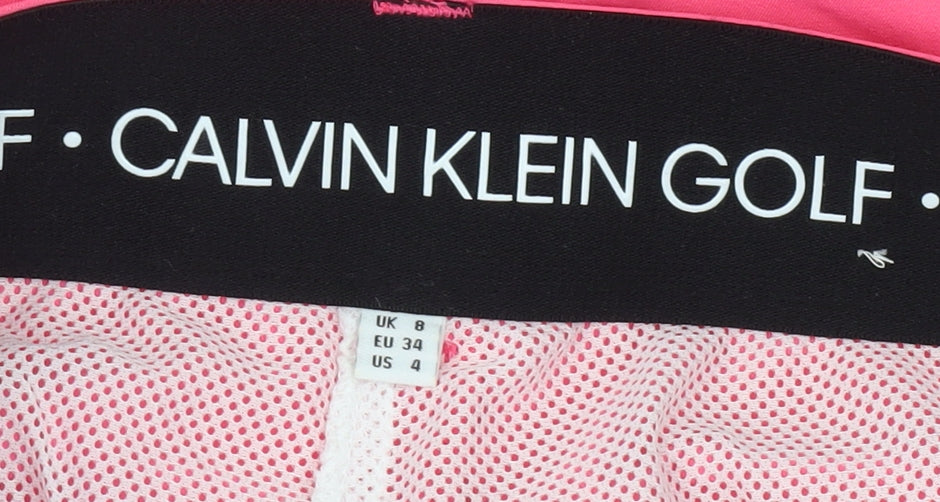 F • CALVIN KLEIN GOLF •
UK 8
EU 34
US 4